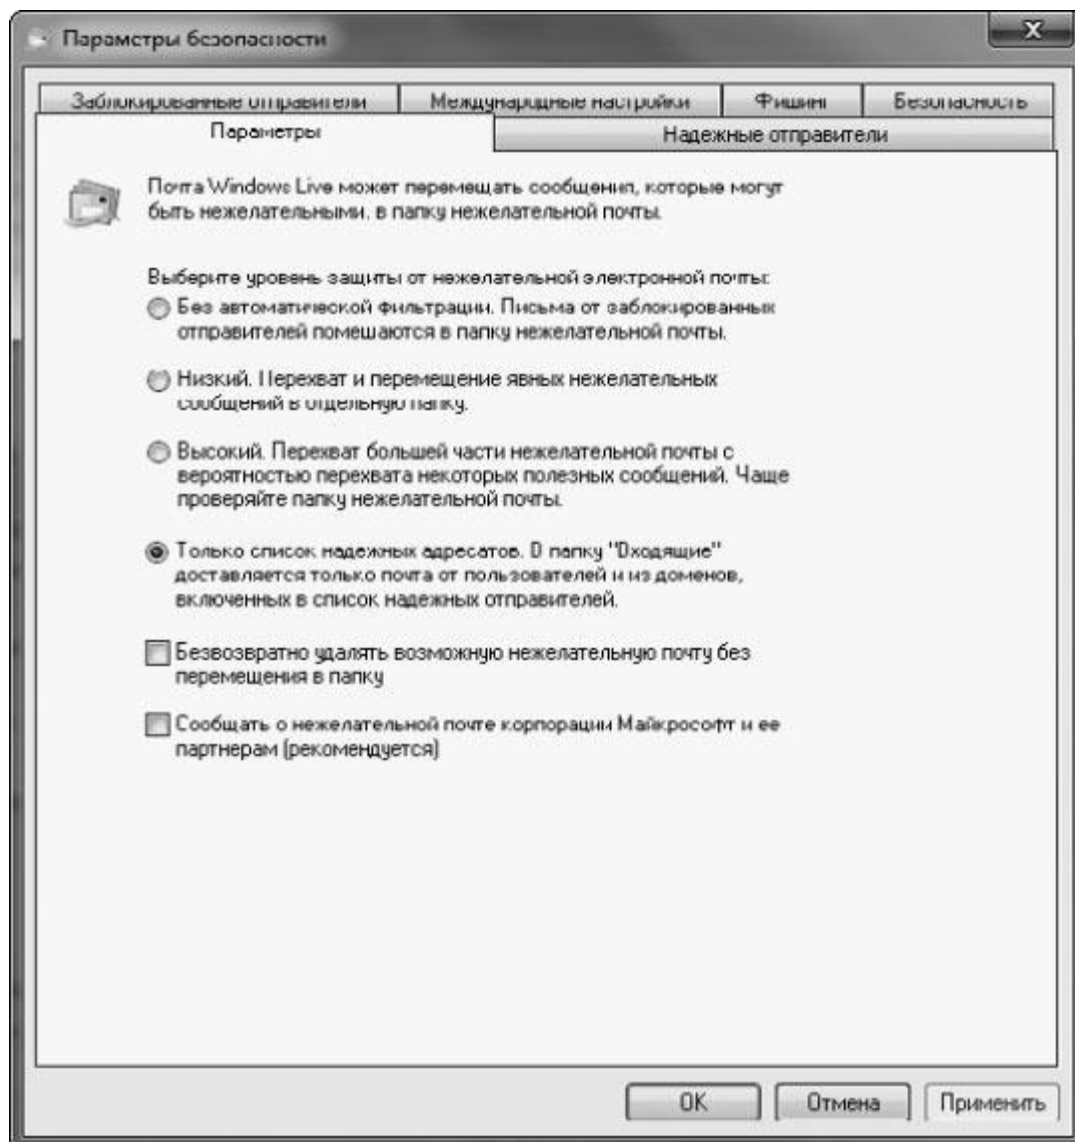 Параметры безопасности
Заблокированные отправители
Международные настройки
Фишинг
Безопасность
Параметры
Надежные отправители
Почта Windows Live может перемещать сообщения, которые могут
быть нежелательными, в папку нежелательной почты.
Выберите уровень защиты от нежелательной электронной почты:
Без автоматической фильтрации. Письма от заблокированных
отправителей помещаются в папку нежелательной почты.
Низкий. Перехват и перемещение явных нежелательных
сообщений в отдельную папку.
Высокий. Перехват большей части нежелательной почты с
вероятностью перехвата некоторых полезных сообщений. Чаще
проверяйте папку нежелательной почты.
Только список надежных адресатов. В папку "Входящие"
доставляется только почта от пользователей и из доменов,
включенных в список надежных отправителей.
Безвозвратно удалять возможную нежелательную почту без
перемещения в папку
Сообщать о нежелательной почте корпорации Майкрософт и ее
партнерам (рекомендуется)
OK
Отмена
Применить